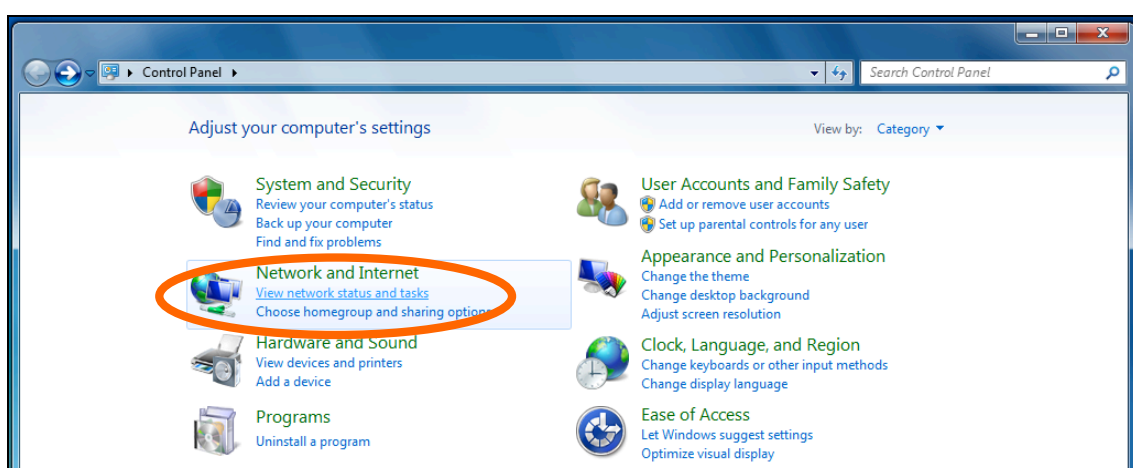 Control Panel
Search Control Panel
Adjust your computer's settings
View by: Category
System and Security
Review your computer's status
Back up your computer
Find and fix problems
Network and Internet
View network status and tasks
Choose homegroup and sharing options
Hardware and Sound
View devices and printers
Add a device
Programs
Uninstall a program
User Accounts and Family Safety
Add or remove user accounts
Set up parental controls for any user
Appearance and Personalization
Change the theme
Change desktop background
Adjust screen resolution
Clock, Language, and Region
Change keyboards or other input methods
Change display language
Ease of Access
Let Windows suggest settings
Optimize visual display